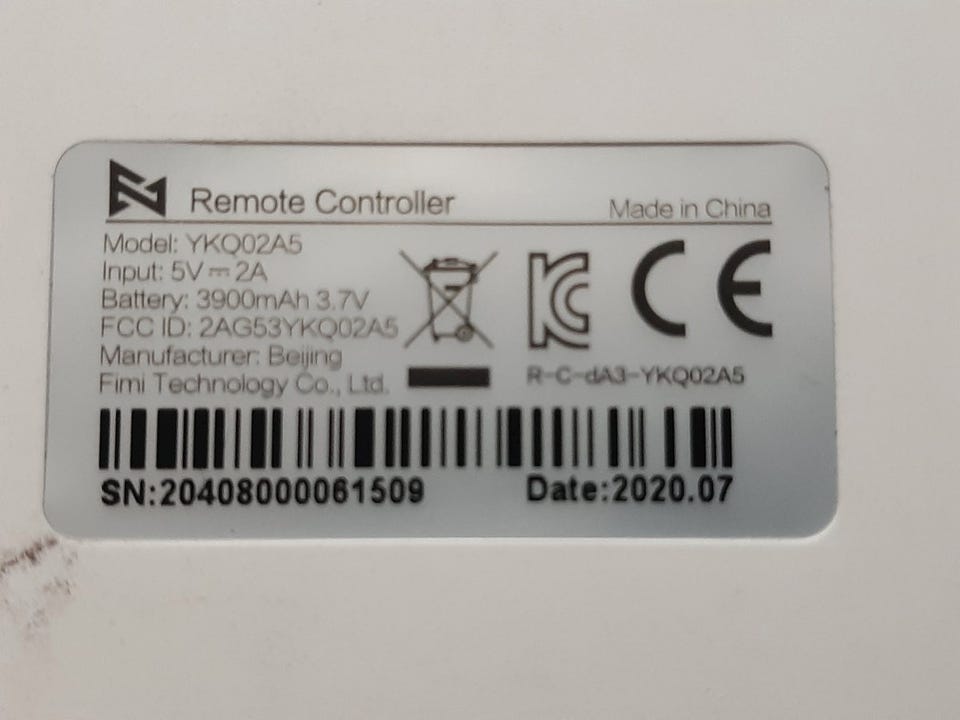 Remote Controller
Made in China
Model: YKQ02A5
Input: 5V⎓2A
Battery: 3900mAh 3.7V
FCC ID: 2AG53YKQ02A5
Manufacturer: Beijing
Fimi Technology Co., Ltd.
R-C-dA3-YKQ02A5
SN:20408000061509
Date:2020.07